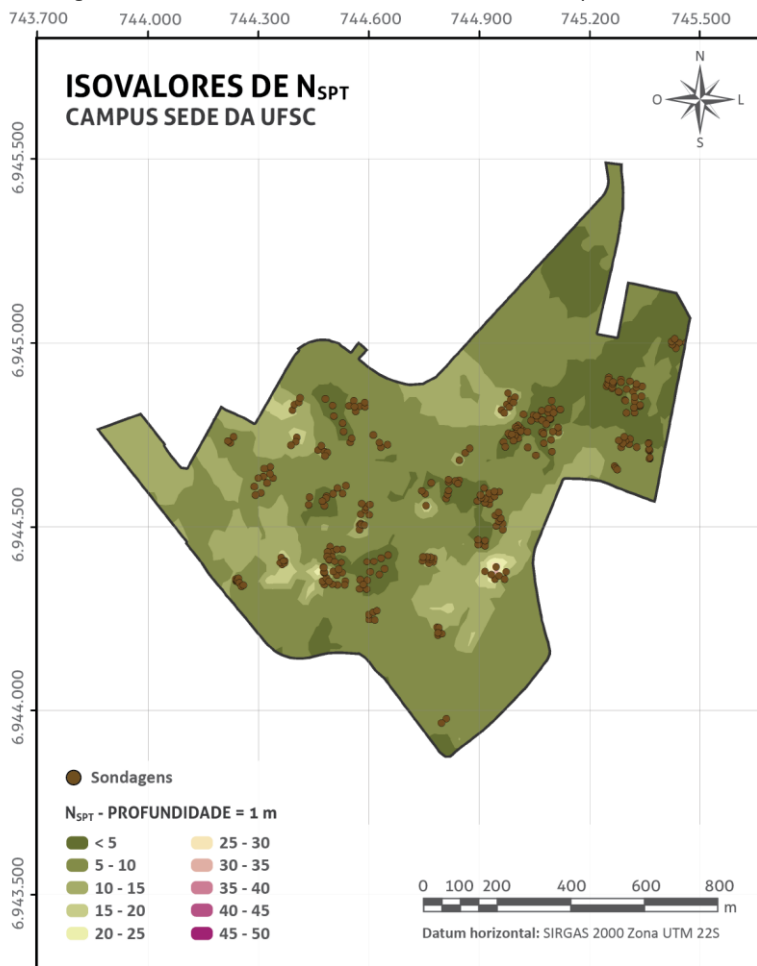 743.700 744.000 744.300 744.600 744.900 745.200 745.500
ISOVALORES DE NSPT
CAMPUS SEDE DA UFSC
N
O L
S
6.945.500
6.945.000
6.944.500
6.944.000
6.943.500
Sondagens
NSPT - PROFUNDIDADE = 1 m
< 5 25 - 30
5 - 10 30 - 35
10 - 15 35 - 40
15 - 20 40 - 45
20 - 25 45 - 50
0 100 200 400 600 800
m
Datum horizontal: SIRGAS 2000 Zona UTM 22S